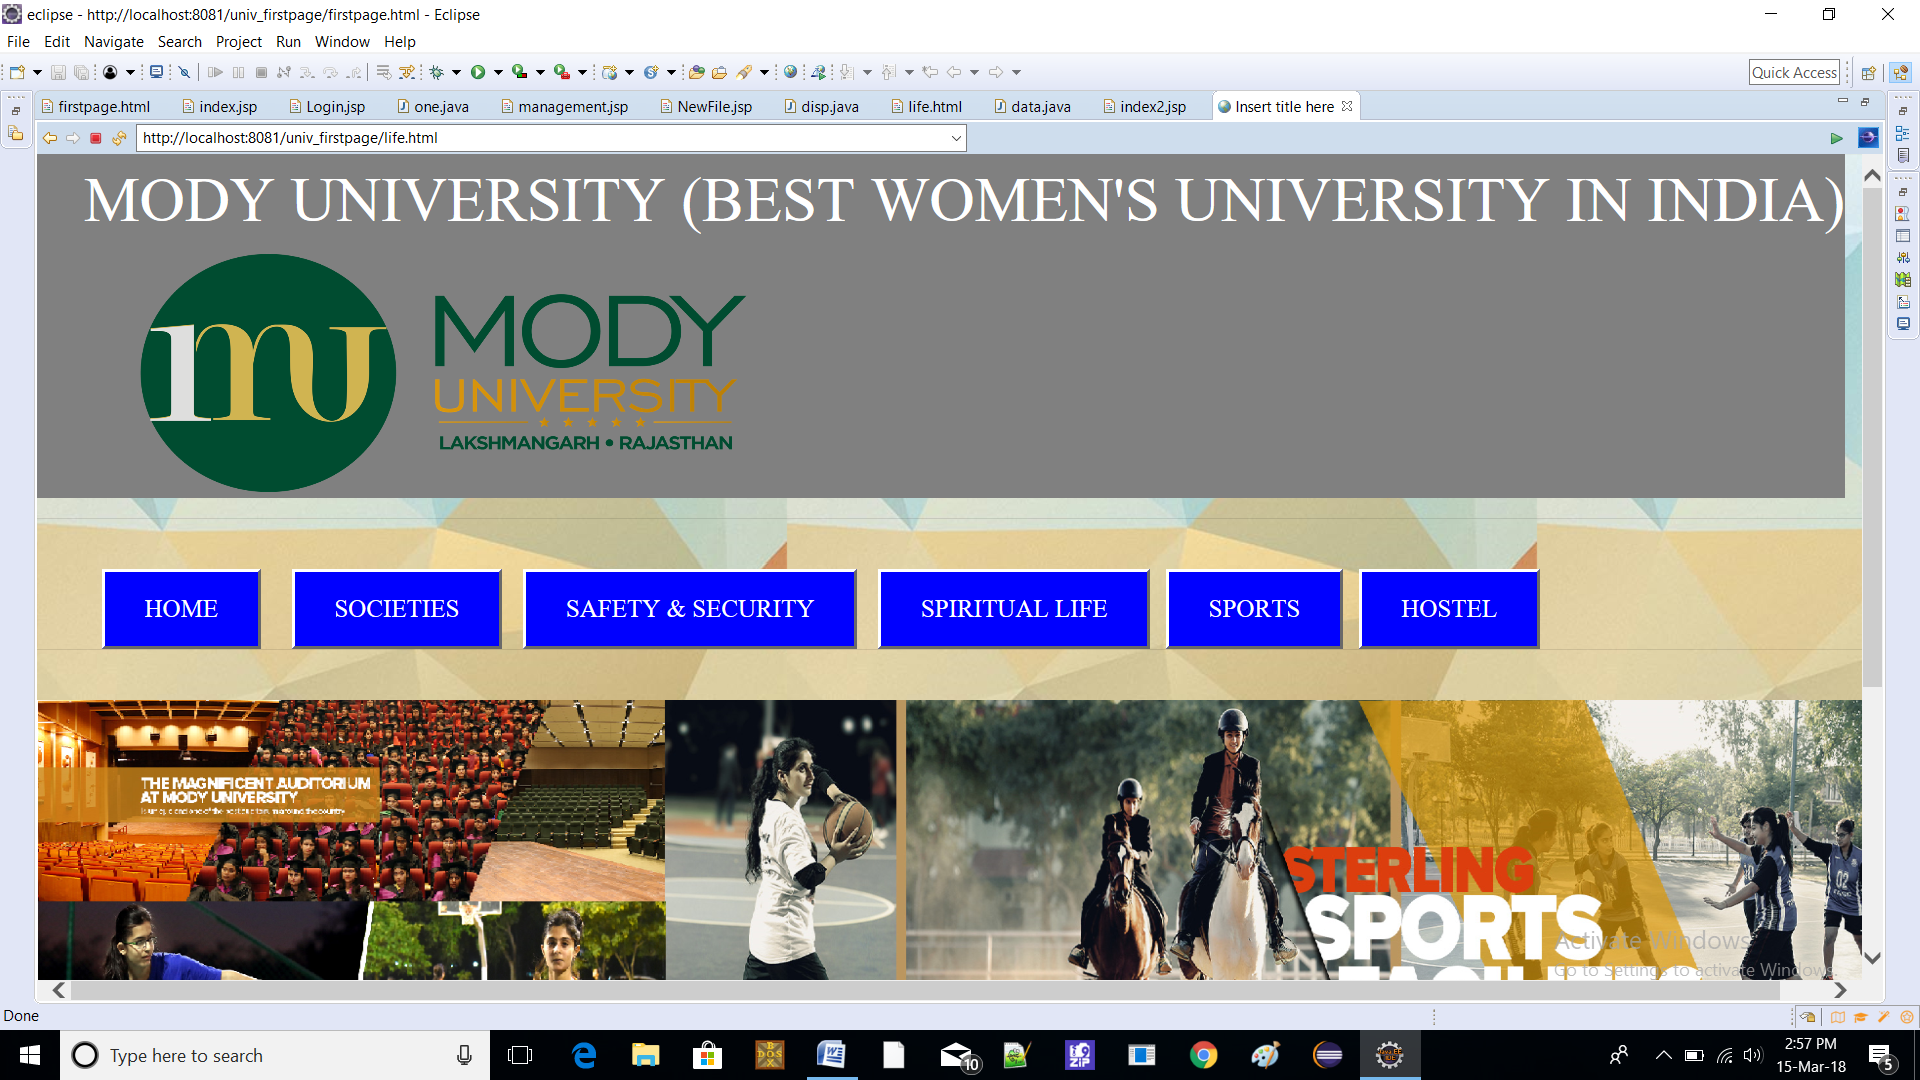 eclipse - http://localhost:8081/univ_firstpage/firstpage.html - Eclipse
File Edit Navigate Search Project Run Window Help
Quick Access
firstpage.html index.jsp Login.jsp one.java management.jsp NewFile.jsp disp.java life.html data.java index2.jsp Insert title here
http://localhost:8081/univ_firstpage/life.html
MODY UNIVERSITY (BEST WOMEN'S UNIVERSITY IN INDIA)
mu
MODY
UNIVERSITY
LAKSHMANGARH • RAJASTHAN
HOME SOCIETIES SAFETY & SECURITY SPIRITUAL LIFE SPORTS HOSTEL
THE MAGNIFICENT AUDITORIUM
AT MODY UNIVERSITY
STERLING
SPORTS
02
Activate Windows
Go to Settings to activate Windows.
Done
Type here to search
10
2:57 PM
15-Mar-18
5